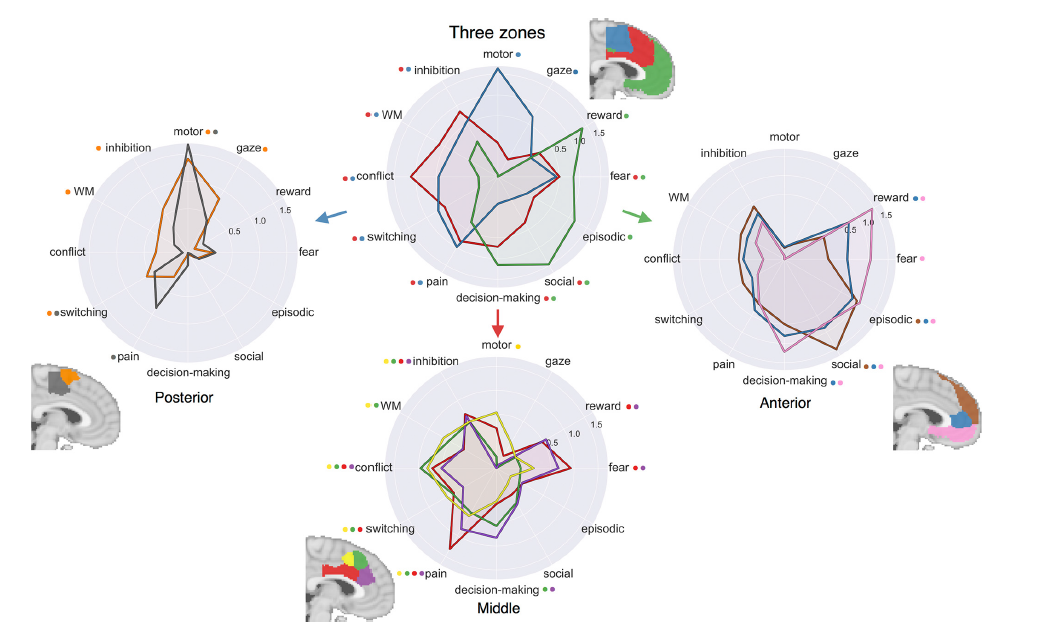 Three zones
motor
inhibition
gaze
WM
reward
1.5
1.0
0.5
conflict
fear
switching
episodic
pain
social
decision-making
motor
inhibition
gaze
WM
reward
1.5
1.0
0.5
conflict
fear
switching
episodic
pain
social
decision-making
Posterior
motor
inhibition
gaze
WM
reward
1.5
1.0
0.5
conflict
fear
switching
episodic
pain
social
decision-making
Anterior
motor
inhibition
gaze
WM
reward
1.5
1.0
0.5
conflict
fear
switching
episodic
pain
social
decision-making
Middle